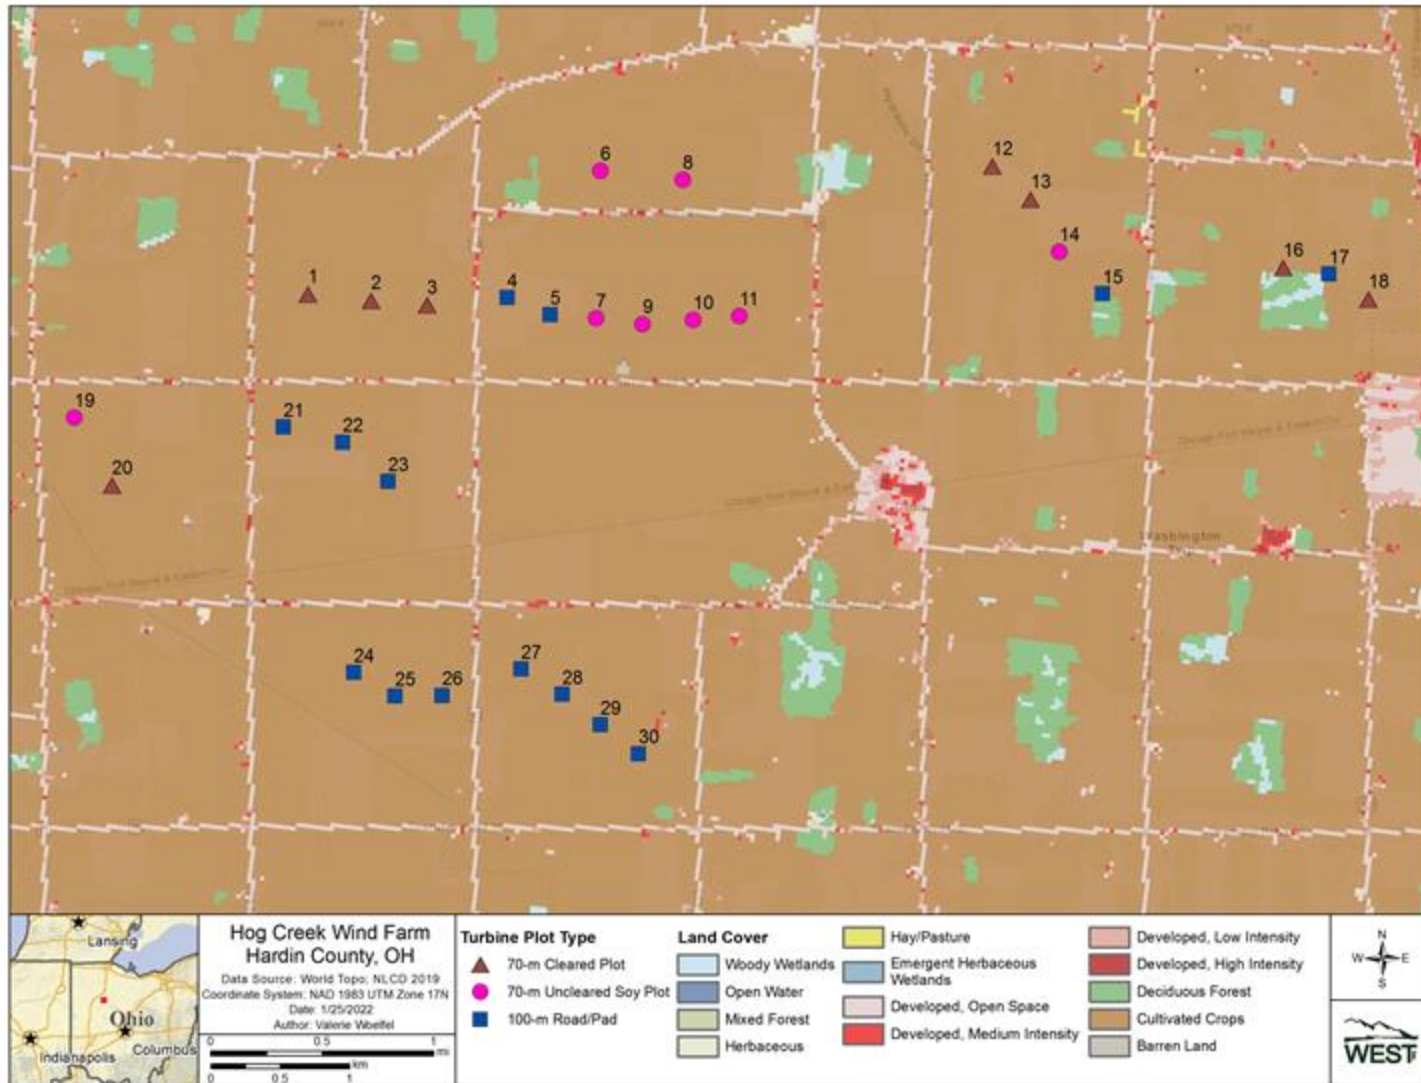 6
8
12
13
14
15
16
17
18
1
2
3
4
5
7
9
10
11
19
20
21
22
23
Washington
Twp
24
25
26
27
28
29
30
Lansing
Ohio
Indianapolis
Columbus
Hog Creek Wind Farm
Hardin County, OH
Data Source: World Topo; NLCD 2019
Coordinate System: NAD 1983 UTM Zone 17N
Date: 1/25/2022
Author: Valerie Woelfel
0 0.5 1
mi
km
0 0.5 1
Turbine Plot Type
70-m Cleared Plot
70-m Uncleared Soy Plot
100-m Road/Pad
Land Cover
Woody Wetlands
Open Water
Mixed Forest
Herbaceous
Hay/Pasture
Emergent Herbaceous
Wetlands
Developed, Open Space
Developed, Medium Intensity
Developed, Low Intensity
Developed, High Intensity
Deciduous Forest
Cultivated Crops
Barren Land
N
W E
S
WEST